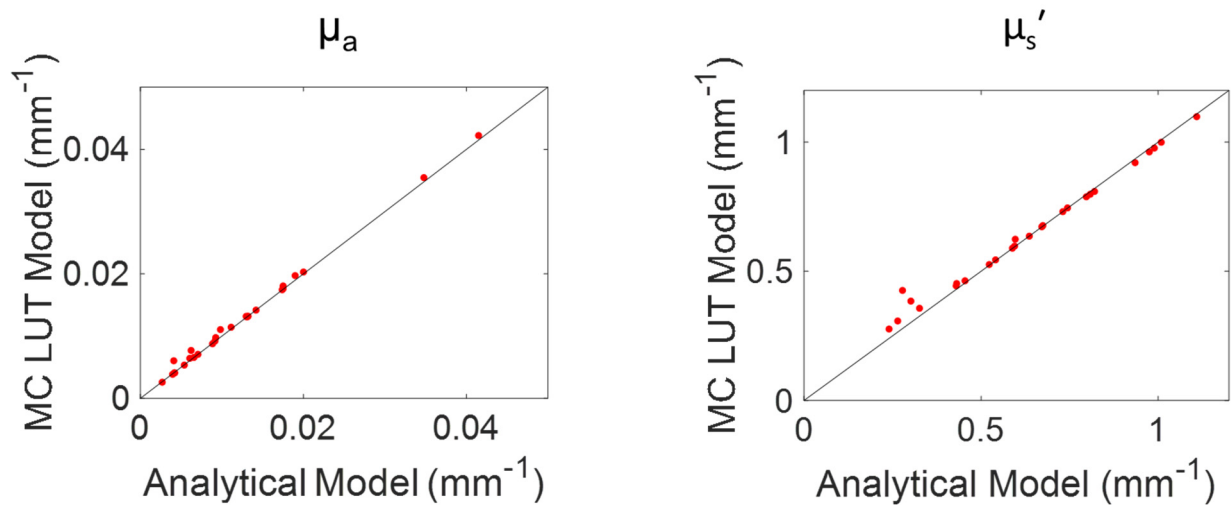 μₐ
MC LUT Model (mm⁻¹)
0.04
0.02
0
0 0.02 0.04
Analytical Model (mm⁻¹)
μₛ′
MC LUT Model (mm⁻¹)
1
0.5
0
0 0.5 1
Analytical Model (mm⁻¹)